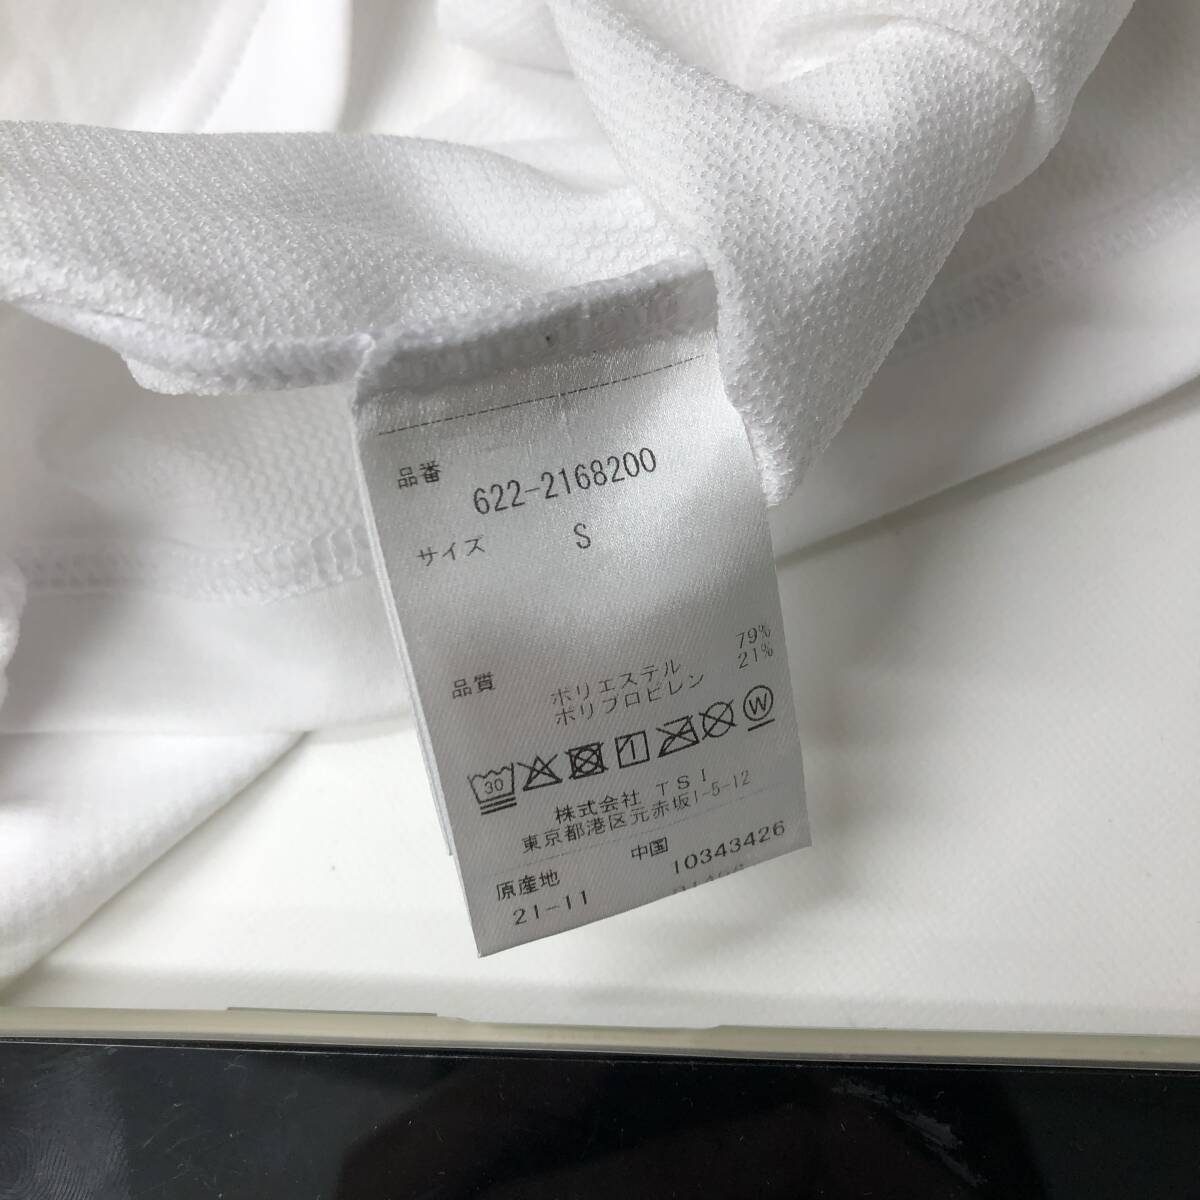 品番
622-2168200
サイズ S
品質 ポリエステル 79%
ポリプロピレン 21%
30 W
株式会社 TSI
東京都港区元赤坂1-5-12
原産地 中国 10343426
21-11